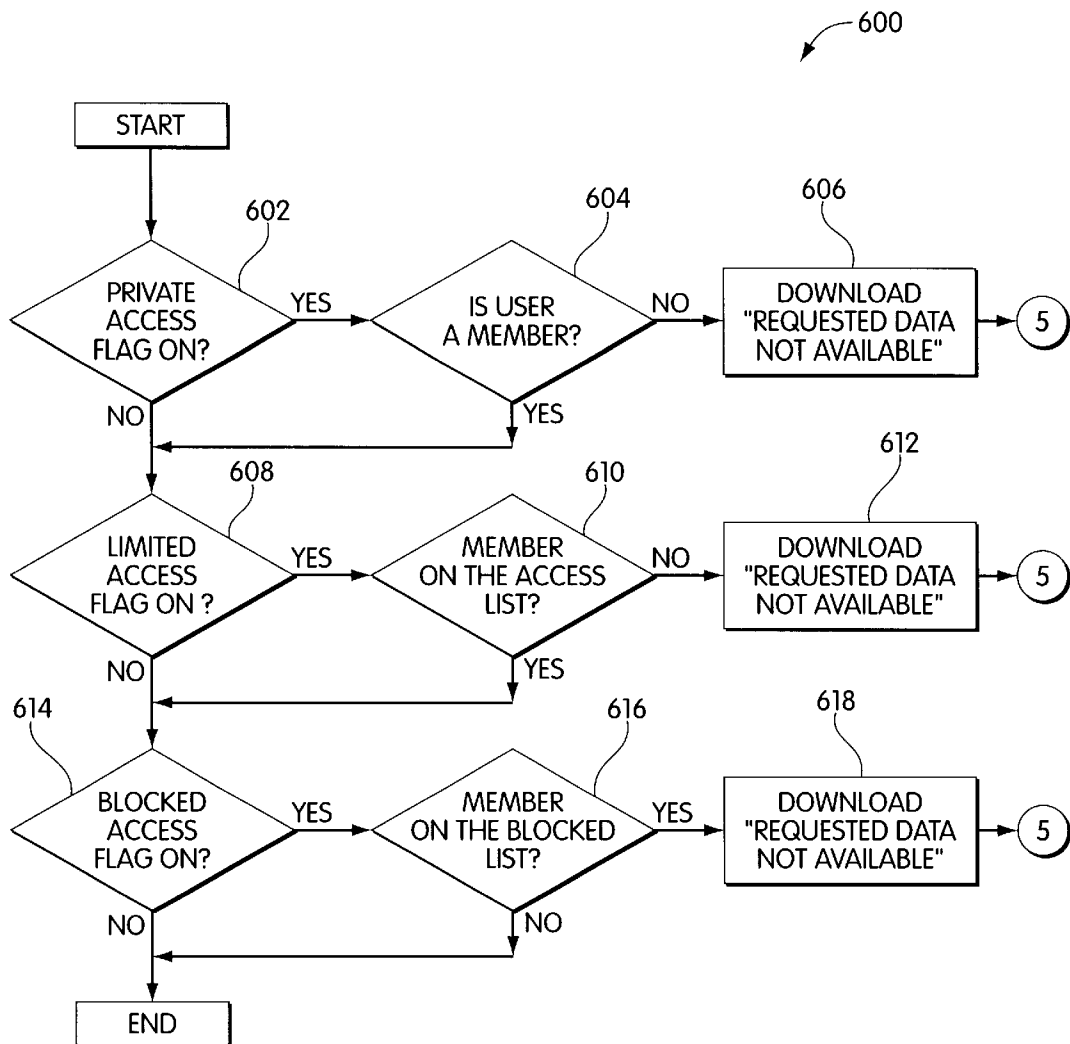 600
START
602
604
606
PRIVATE
ACCESS
FLAG ON?
YES
IS USER
A MEMBER?
NO
DOWNLOAD
"REQUESTED DATA
NOT AVAILABLE"
5
NO
YES
608
610
612
LIMITED
ACCESS
FLAG ON ?
YES
MEMBER
ON THE ACCESS
LIST?
NO
DOWNLOAD
"REQUESTED DATA
NOT AVAILABLE"
5
NO
YES
614
616
618
BLOCKED
ACCESS
FLAG ON?
YES
MEMBER
ON THE BLOCKED
LIST?
YES
DOWNLOAD
"REQUESTED DATA
NOT AVAILABLE"
5
NO
NO
END